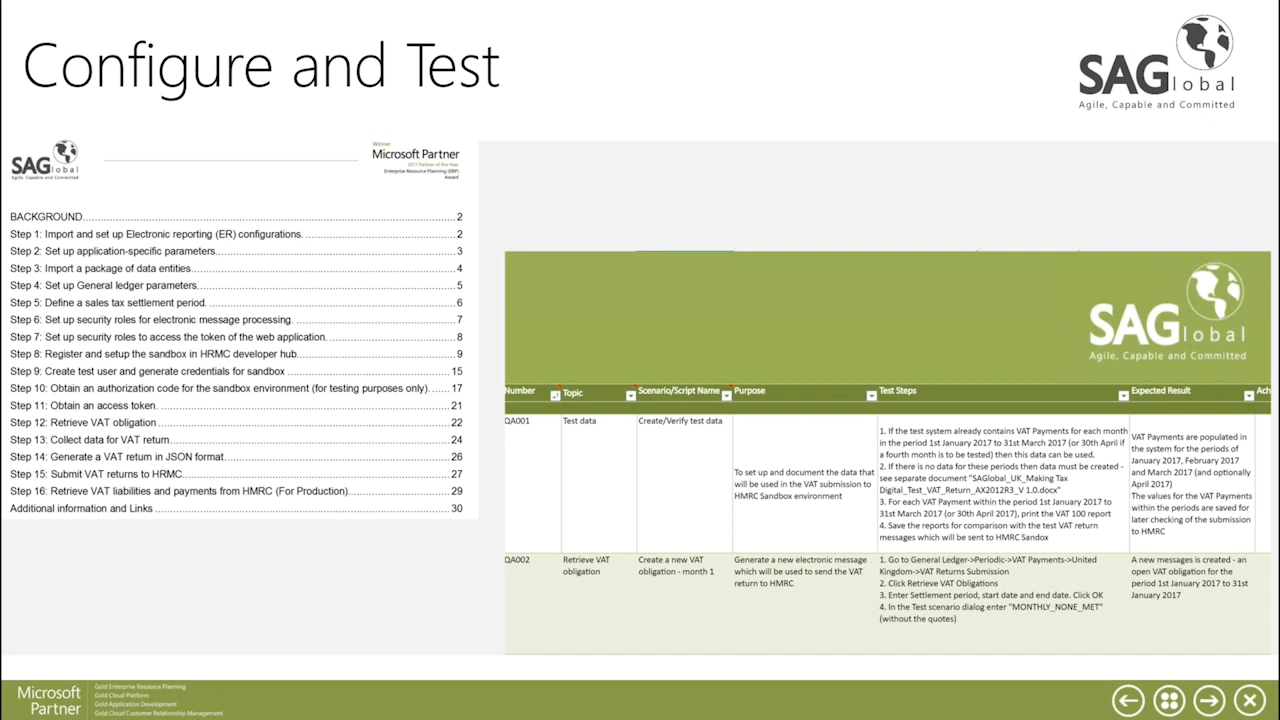 Configure and Test
SAGlobal
Agile, Capable and Committed
SAGlobal
Agile, Capable and Committed
Winner
Microsoft Partner
2017 Partner of the Year
Enterprise Resource Planning (ERP)
Award
BACKGROUND 2
Step 1: Import and set up Electronic reporting (ER) configurations. 2
Step 2: Set up application-specific parameters 3
Step 3: Import a package of data entities 4
Step 4: Set up General ledger parameters. 5
Step 5: Define a sales tax settlement period. 6
Step 6: Set up security roles for electronic message processing. 7
Step 7: Set up security roles to access the token of the web application. 8
Step 8: Register and setup the sandbox in HRMC developer hub 9
Step 9: Create test user and generate credentials for sandbox 15
Step 10: Obtain an authorization code for the sandbox environment (for testing purposes only). 17
Step 11: Obtain an access token. 21
Step 12: Retrieve VAT obligation 22
Step 13: Collect data for VAT return 24
Step 14: Generate a VAT return in JSON format 26
Step 15: Submit VAT returns to HRMC 27
Step 16: Retrieve VAT liabilities and payments from HMRC (For Production) 29
Additional information and Links 30
SAGlobal
Agile, Capable and Committed
Number Topic Scenario/Script Name Purpose Test Steps Expected Result Ach
QA001
Test data
Create/Verify test data
To set up and document the data that
will be used in the VAT submission to
HMRC Sandbox environment
1. If the test system already contains VAT Payments for each month
in the period 1st January 2017 to 31st March 2017 (or 30th April if
a fourth month is to be tested) then this data can be used.
2. If there is no data for these periods then data must be created -
see separate document "SAGlobal_UK_Making Tax
Digital_Test_VAT_Return_AX2012R3_V 1.0.docx"
3. For each VAT Payment within the period 1st January 2017 to
31st March 2017 (or 30th April 2017), print the VAT 100 report
4. Save the reports for comparison with the test VAT return
messages which will be sent to HMRC Sandox
VAT Payments are populated in
the system for the periods of
January 2017, February 2017
and March 2017 (and optionally
April 2017)
The values for the VAT Payments
within the periods are saved for
later checking of the submission
to HMRC
QA002
Retrieve VAT
obligation
Create a new VAT
obligation - month 1
Generate a new electronic message
which will be used to send the VAT
return to HMRC
1. Go to General Ledger->Periodic->VAT Payments->United
Kingdom->VAT Returns Submission
2. Click Retrieve VAT Obligations
3. Enter Settlement period, start date and end date. Click OK
4. In the Test scenario dialog enter "MONTHLY_NONE_MET"
(without the quotes)
A new messages is created - an
open VAT obligation for the
period 1st January 2017 to 31st
January 2017
Microsoft
Partner
Gold Enterprise Resource Planning
Gold Cloud Platform
Gold Application Development
Gold Cloud Customer Relationship Management